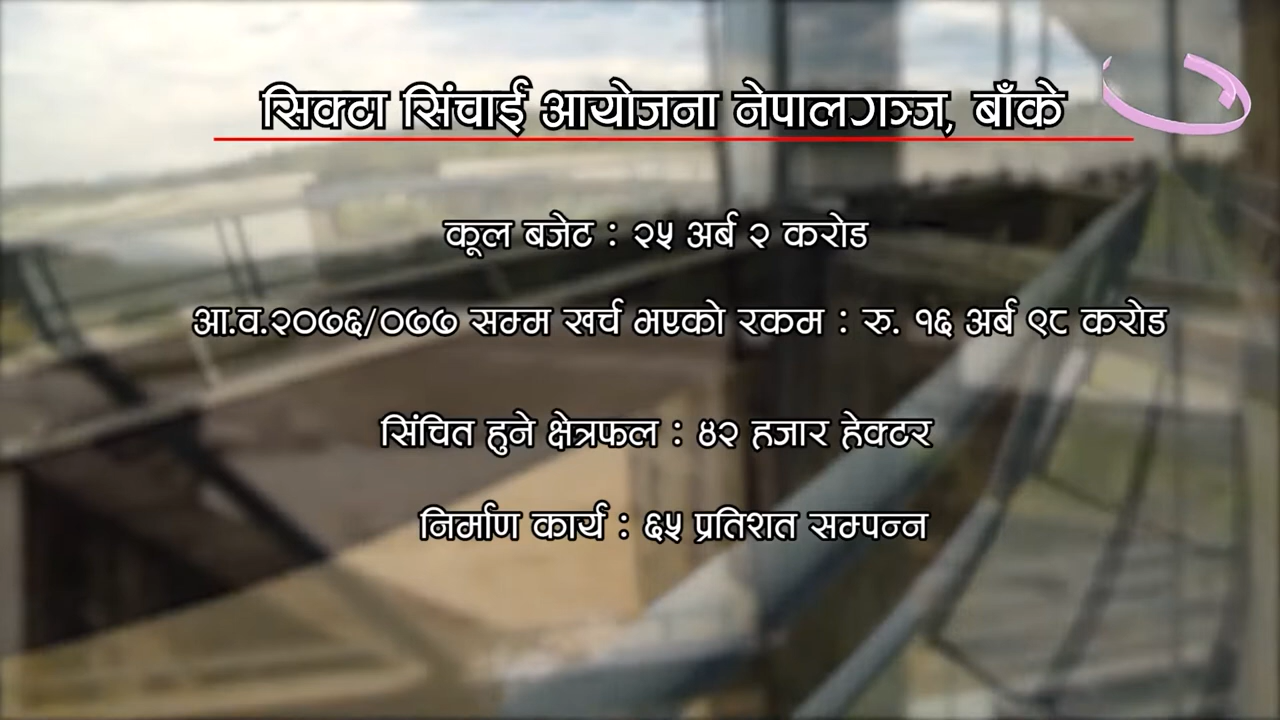 सिक्टा सिंचाई आयोजना नेपालगञ्ज, बाँके
कूल बजेट : २५ अर्ब २ करोड
आ.व.२०७६/०७७ सम्म खर्च भएको रकम : रु. १६ अर्ब ९८ करोड
सिंचित हुने क्षेत्रफल : ४२ हजार हेक्टर
निर्माण कार्य : ६५ प्रतिशत सम्पन्न